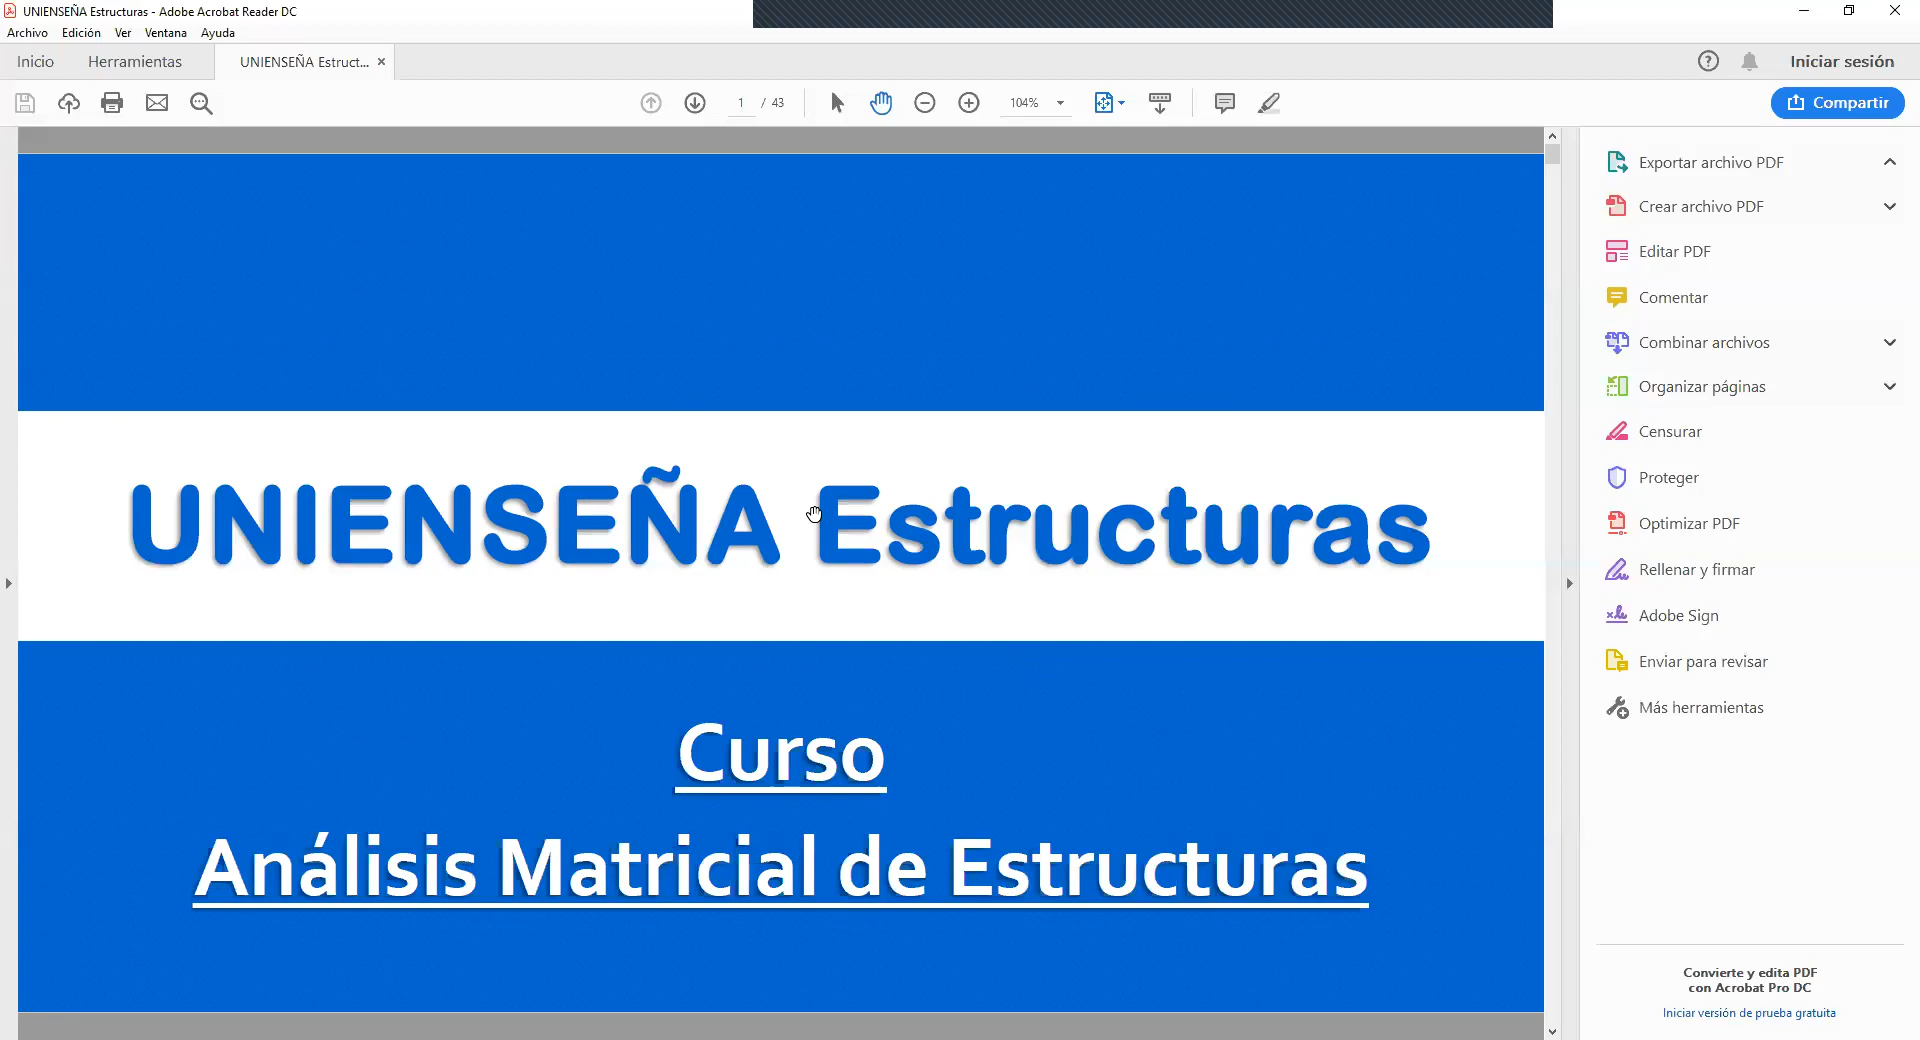 UNIENSEÑA Estructuras - Adobe Acrobat Reader DC
Archivo Edición Ver Ventana Ayuda
Inicio Herramientas UNIENSEÑA Estruct... Iniciar sesión
1 / 43 104% Compartir
Exportar archivo PDF
Crear archivo PDF
Editar PDF
Comentar
Combinar archivos
Organizar páginas
Censurar
Proteger
Optimizar PDF
Rellenar y firmar
Adobe Sign
Enviar para revisar
Más herramientas
Convierte y edita PDF
con Acrobat Pro DC
Iniciar versión de prueba gratuita
UNIENSEÑA Estructuras
Curso
Análisis Matricial de Estructuras